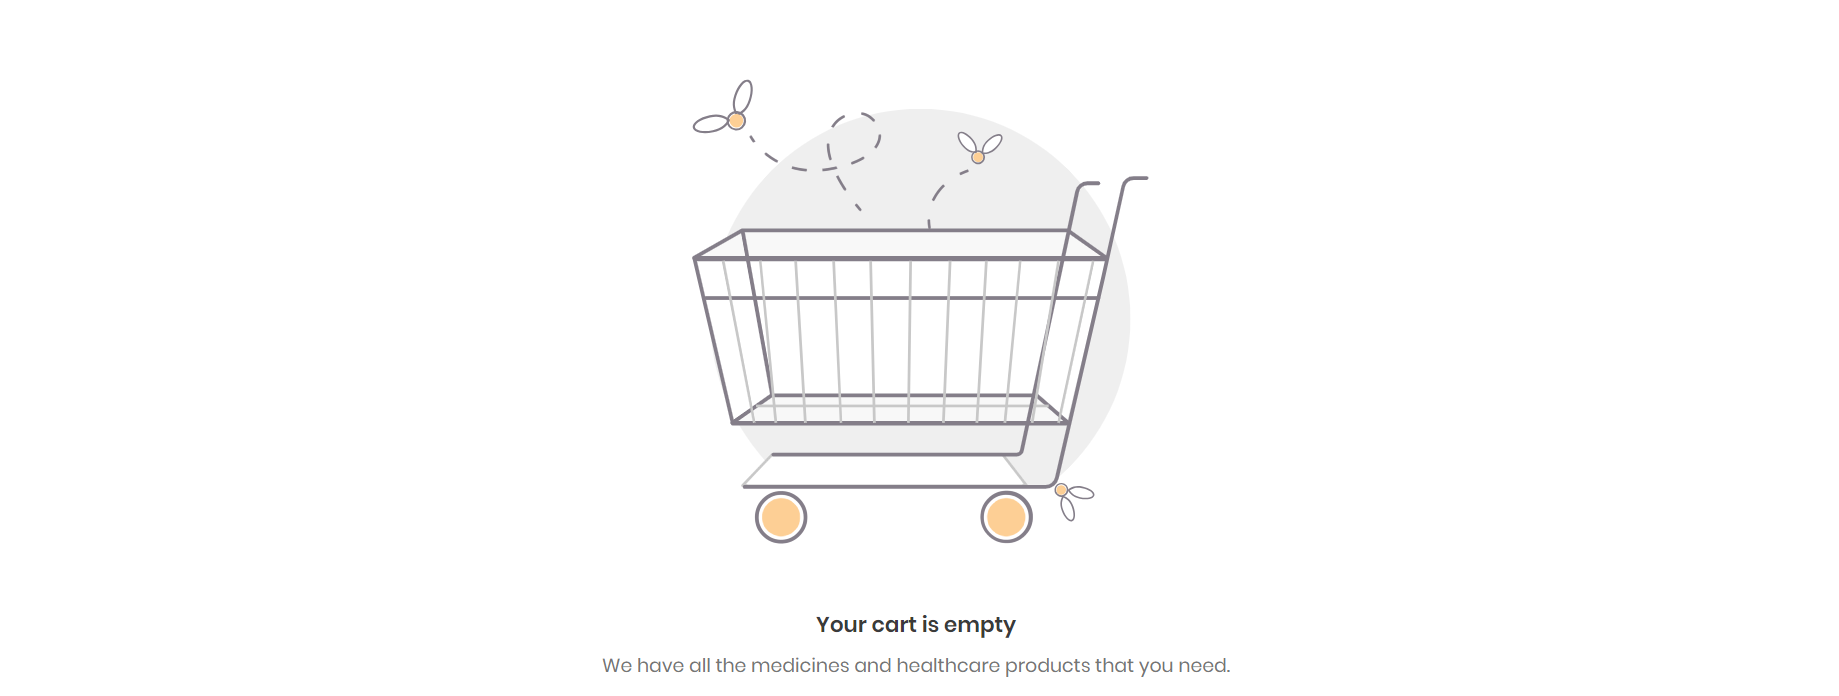 Your cart is empty
We have all the medicines and healthcare products that you need.